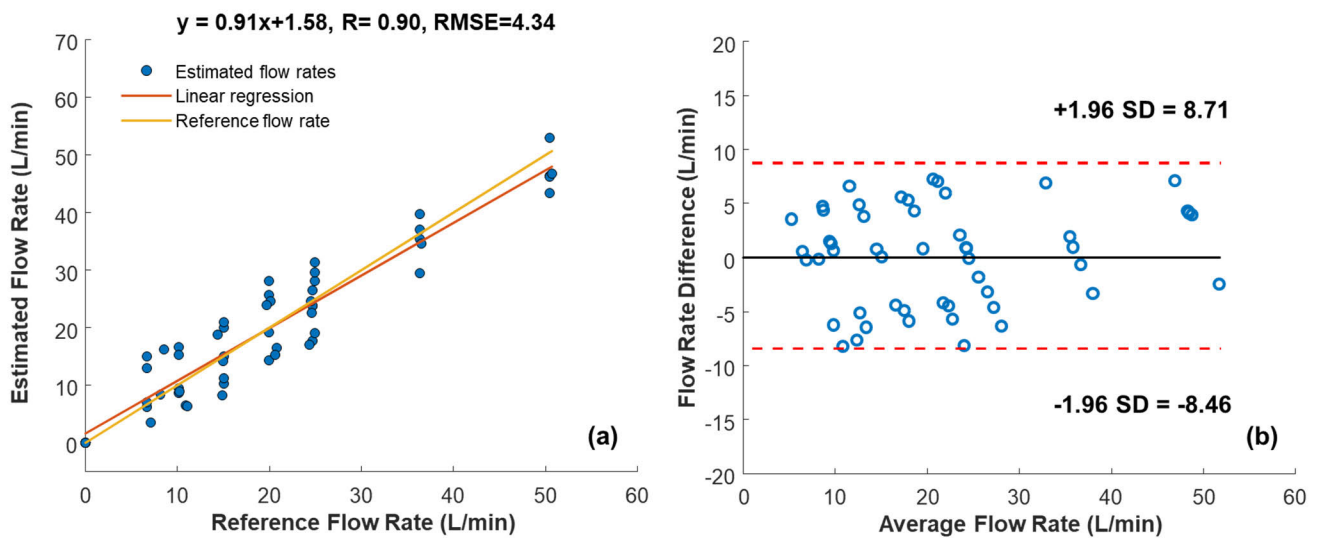 y = 0.91x+1.58, R= 0.90, RMSE=4.34
70
60
50
40
30
20
10
0
Estimated Flow Rate (L/min)
Estimated flow rates
Linear regression
Reference flow rate
(a)
0 10 20 30 40 50 60
Reference Flow Rate (L/min)
20
15
10
5
0
-5
-10
-15
-20
Flow Rate Difference (L/min)
+1.96 SD = 8.71
-1.96 SD = -8.46
(b)
0 10 20 30 40 50 60
Average Flow Rate (L/min)